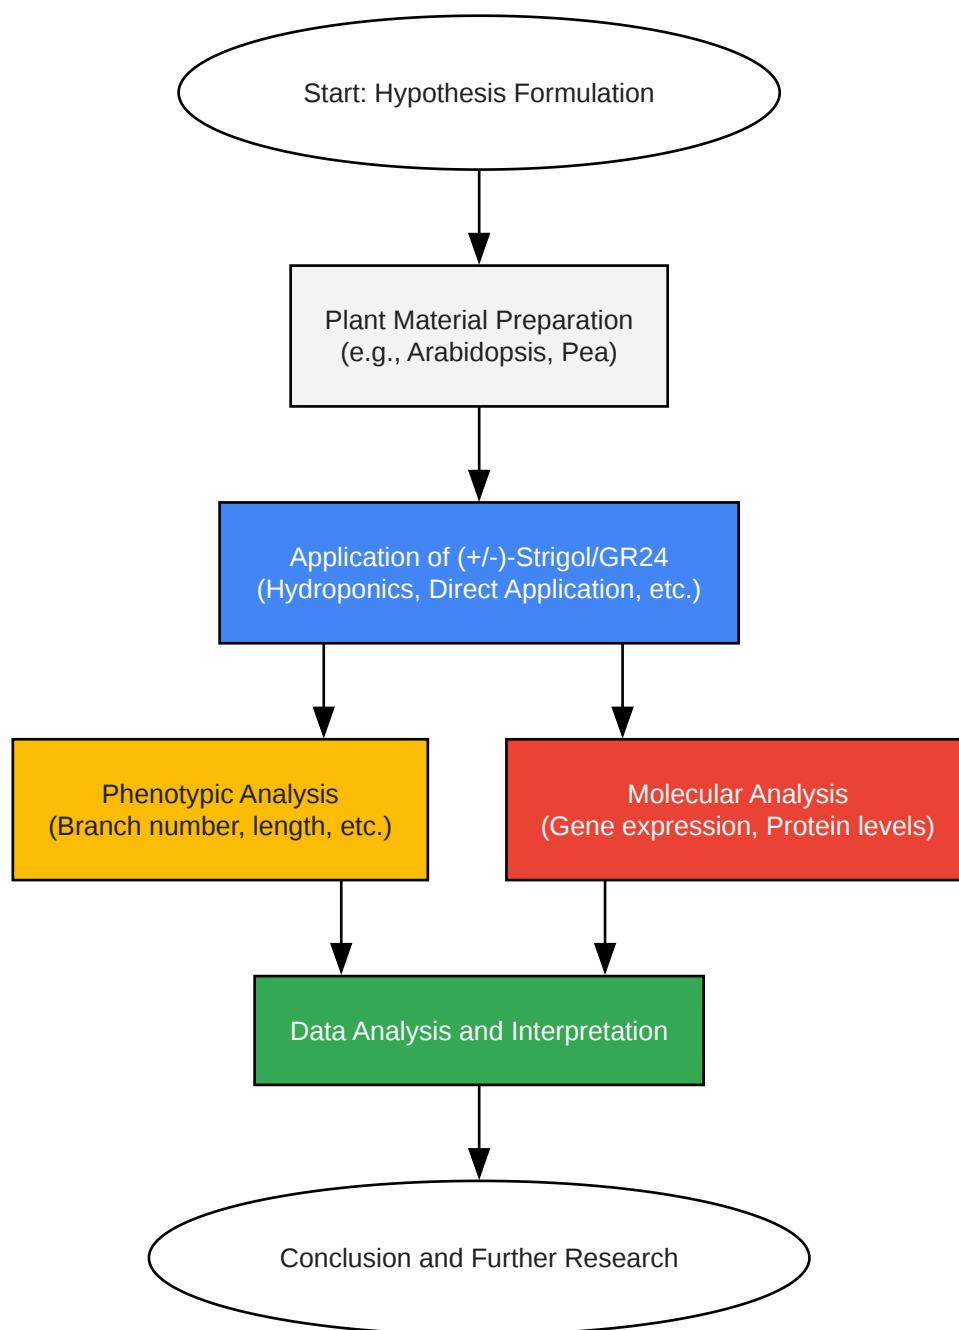 Start: Hypothesis Formulation
Plant Material Preparation
(e.g., Arabidopsis, Pea)
Application of (+/-)-Strigol/GR24
(Hydroponics, Direct Application, etc.)
Phenotypic Analysis
(Branch number, length, etc.)
Molecular Analysis
(Gene expression, Protein levels)
Data Analysis and Interpretation
Conclusion and Further Research